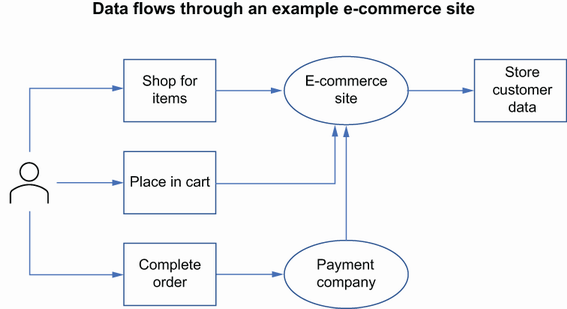 Data flows through an example e-commerce site
Shop for
items
E-commerce
site
Store
customer
data
Place in cart
Complete
order
Payment
company